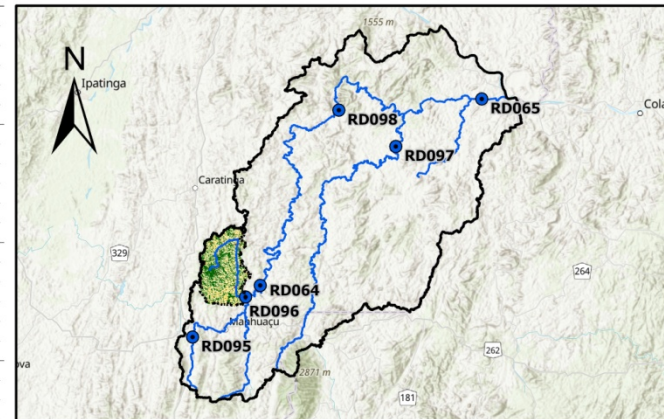 1555 m
N
Ipatinga
RD065
Cola
RD098
RD097
Caratinga
329
264
RD064
RD096
Manhuaçu
RD095
ova
262
2871 m
181